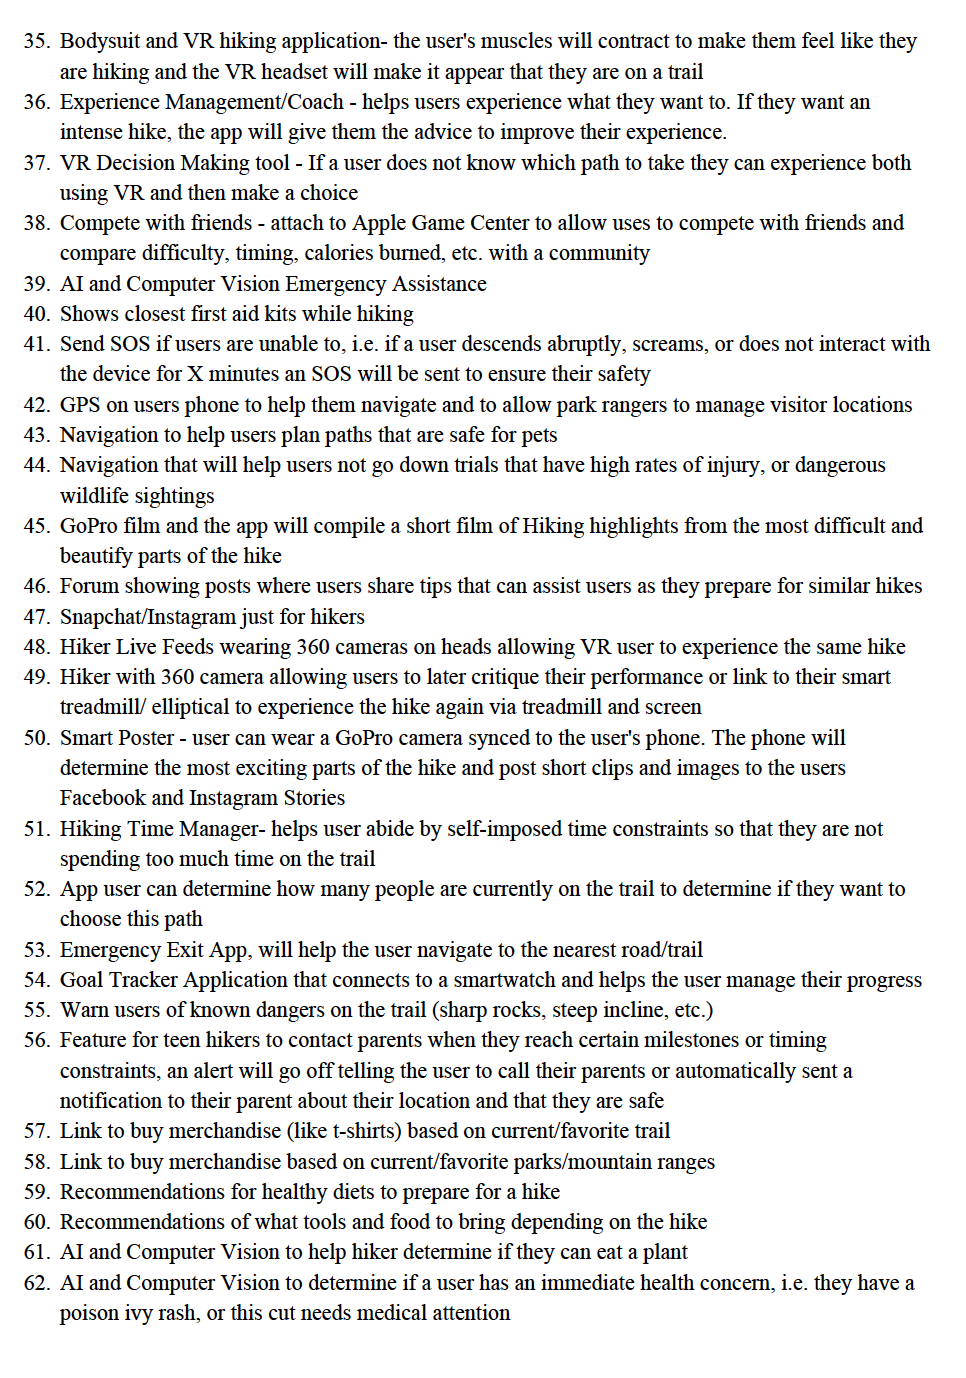 35. Bodysuit and VR hiking application- the user's muscles will contract to make them feel like they
are hiking and the VR headset will make it appear that they are on a trail
36. Experience Management/Coach - helps users experience what they want to. If they want an
intense hike, the app will give them the advice to improve their experience.
37. VR Decision Making tool - If a user does not know which path to take they can experience both
using VR and then make a choice
38. Compete with friends - attach to Apple Game Center to allow uses to compete with friends and
compare difficulty, timing, calories burned, etc. with a community
39. AI and Computer Vision Emergency Assistance
40. Shows closest first aid kits while hiking
41. Send SOS if users are unable to, i.e. if a user descends abruptly, screams, or does not interact with
the device for X minutes an SOS will be sent to ensure their safety
42. GPS on users phone to help them navigate and to allow park rangers to manage visitor locations
43. Navigation to help users plan paths that are safe for pets
44. Navigation that will help users not go down trials that have high rates of injury, or dangerous
wildlife sightings
45. GoPro film and the app will compile a short film of Hiking highlights from the most difficult and
beautify parts of the hike
46. Forum showing posts where users share tips that can assist users as they prepare for similar hikes
47. Snapchat/Instagram just for hikers
48. Hiker Live Feeds wearing 360 cameras on heads allowing VR user to experience the same hike
49. Hiker with 360 camera allowing users to later critique their performance or link to their smart
treadmill/ elliptical to experience the hike again via treadmill and screen
50. Smart Poster - user can wear a GoPro camera synced to the user's phone. The phone will
determine the most exciting parts of the hike and post short clips and images to the users
Facebook and Instagram Stories
51. Hiking Time Manager- helps user abide by self-imposed time constraints so that they are not
spending too much time on the trail
52. App user can determine how many people are currently on the trail to determine if they want to
choose this path
53. Emergency Exit App, will help the user navigate to the nearest road/trail
54. Goal Tracker Application that connects to a smartwatch and helps the user manage their progress
55. Warn users of known dangers on the trail (sharp rocks, steep incline, etc.)
56. Feature for teen hikers to contact parents when they reach certain milestones or timing
constraints, an alert will go off telling the user to call their parents or automatically sent a
notification to their parent about their location and that they are safe
57. Link to buy merchandise (like t-shirts) based on current/favorite trail
58. Link to buy merchandise based on current/favorite parks/mountain ranges
59. Recommendations for healthy diets to prepare for a hike
60. Recommendations of what tools and food to bring depending on the hike
61. AI and Computer Vision to help hiker determine if they can eat a plant
62. AI and Computer Vision to determine if a user has an immediate health concern, i.e. they have a
poison ivy rash, or this cut needs medical attention